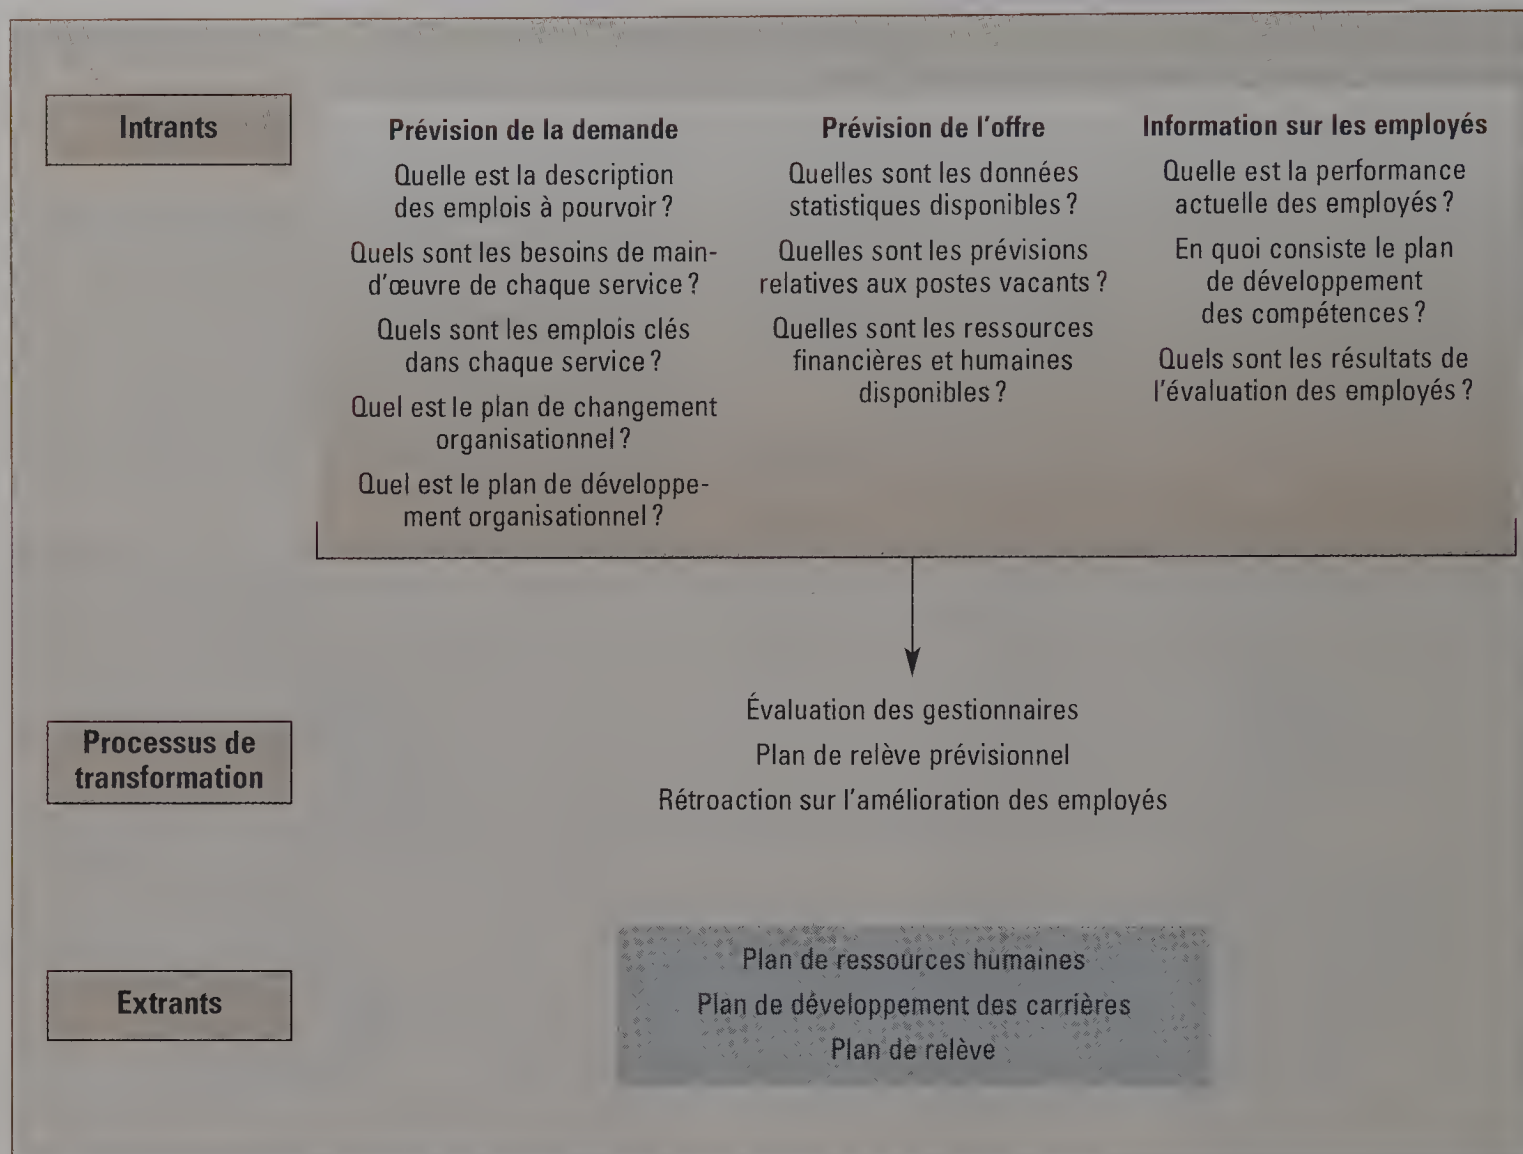 Intrants
Prévision de la demande
Quelle est la description
des emplois à pourvoir ?
Quels sont les besoins de main-
d'œuvre de chaque service ?
Quels sont les emplois clés
dans chaque service ?
Quel est le plan de changement
organisationnel ?
Quel est le plan de développe-
ment organisationnel ?
Prévision de l'offre
Quelles sont les données
statistiques disponibles ?
Quelles sont les prévisions
relatives aux postes vacants ?
Quelles sont les ressources
financières et humaines
disponibles ?
Information sur les employés
Quelle est la performance
actuelle des employés ?
En quoi consiste le plan
de développement
des compétences ?
Quels sont les résultats de
l'évaluation des employés ?
Processus de
transformation
Évaluation des gestionnaires
Plan de relève prévisionnel
Rétroaction sur l'amélioration des employés
Extrants
Plan de ressources humaines
Plan de développement des carrières
Plan de relève